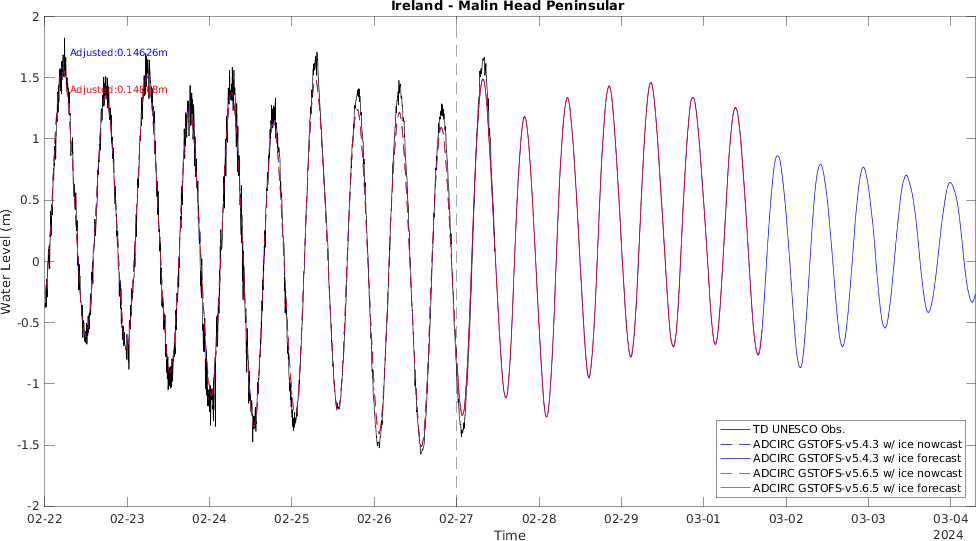 Ireland - Malin Head Peninsular
2
1.5
1
0.5
0
-0.5
-1
-1.5
-2
Water Level (m)
Adjusted:0.14626m
TD UNESCO Obs.
ADCIRC GSTOFS-v5.4.3 w/ ice nowcast
ADCIRC GSTOFS-v5.4.3 w/ ice forecast
ADCIRC GSTOFS-v5.6.5 w/ ice nowcast
ADCIRC GSTOFS-v5.6.5 w/ ice forecast
02-22 02-23 02-24 02-25 02-26 02-27 02-28 02-29 03-01 03-02 03-03 03-04
Time 2024